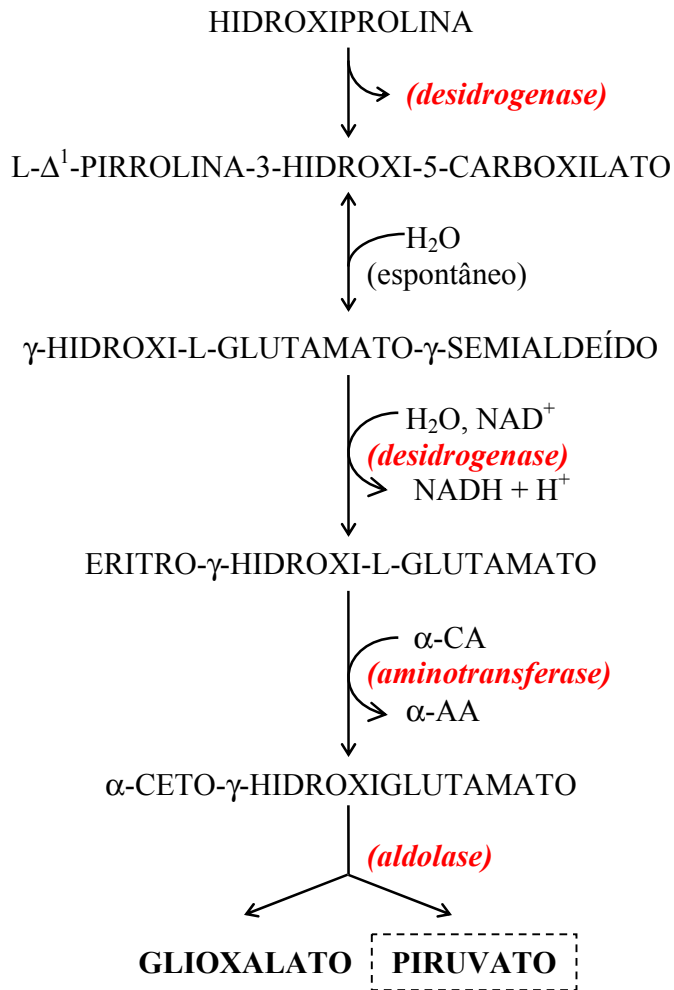 HIDROXIPROLINA
(desidrogenase)
L-Δ¹-PIRROLINA-3-HIDROXI-5-CARBOXILATO
H₂O
(espontâneo)
γ-HIDROXI-L-GLUTAMATO-γ-SEMIALDEÍDO
H₂O, NAD⁺
(desidrogenase)
NADH + H⁺
ERITRO-γ-HIDROXI-L-GLUTAMATO
α-CA
(aminotransferase)
α-AA
α-CETO-γ-HIDROXIGLUTAMATO
(aldolase)
GLIOXALATO PIRUVATO